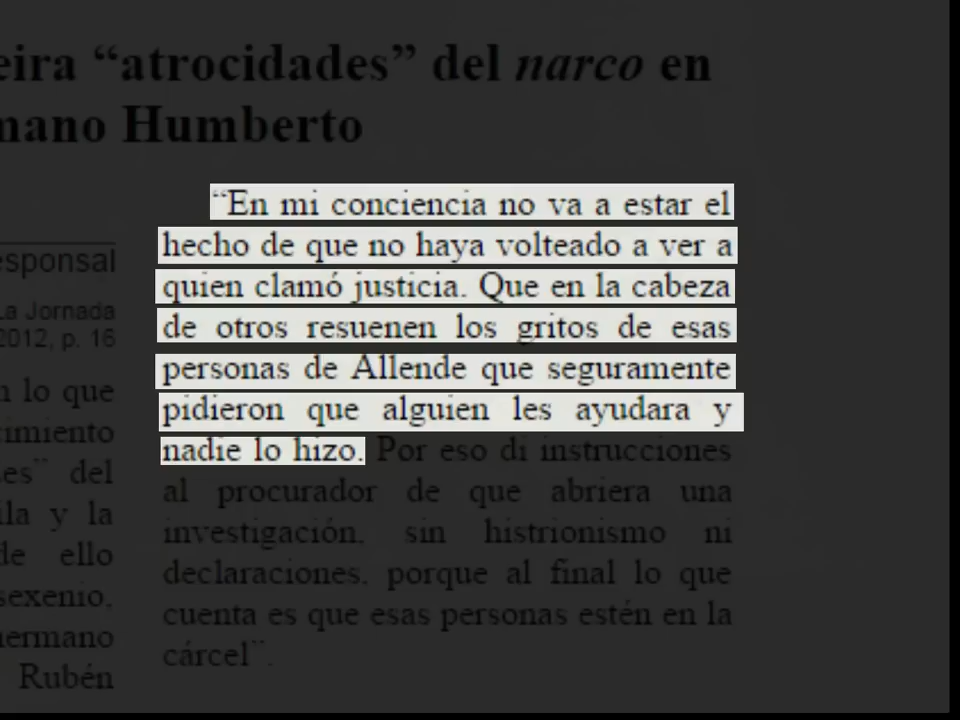 eira “atrocidades” del narco en
mano Humberto
esponsal
La Jornada
2012, p. 16
n lo que
cimiento
es” del
ila y la
de ello
sexenio,
hermano
Rubén
“En mi conciencia no va a estar el
hecho de que no haya volteado a ver a
quien clamó justicia. Que en la cabeza
de otros resuenen los gritos de esas
personas de Allende que seguramente
pidieron que alguien les ayudara y
nadie lo hizo. Por eso di instrucciones
al procurador de que abriera una
investigación, sin histrionismo ni
declaraciones, porque al final lo que
cuenta es que esas personas estén en la
cárcel”.